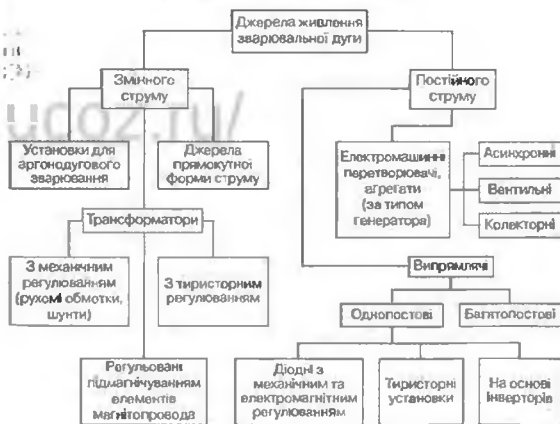 Джерела живлення
зварювальної дуги
Змінного
струму
Постійного
струму
ucoz.ru/
Установки для
аргонодугового
зварювання
Джерела
прямокутної
форми струму
Електромашинні
перетворювачі,
агрегати
(за типом
генератора)
Асинхронні
Вентильні
Колекторні
Трансформатори
З механічним
регулюванням
(рухомі обмотки,
шунти)
З тиристорним
регулюванням
Випрямлячі
Однопостові
Багатопостові
Регульовані
підмагнічуванням
елементів
магнітопровода
Діодні з
механічним та
електромагнітним
регулюванням
Тиристорні
установки
На основі
інверторів